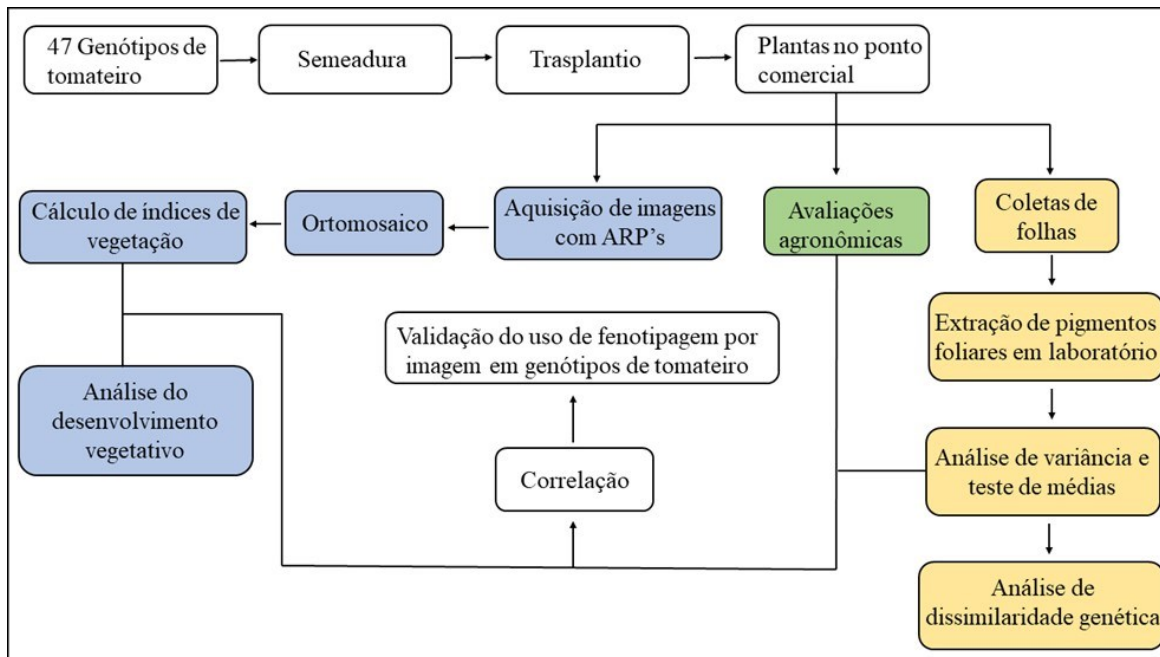 47 Genótipos de
tomateiro
Semeadura
Trasplantio
Plantas no ponto
comercial
Cálculo de índices de
vegetação
Ortomosaico
Aquisição de imagens
com ARP's
Avaliações
agronômicas
Coletas de
folhas
Extração de pigmentos
foliares em laboratório
Validação do uso de fenotipagem por
imagem em genótipos de tomateiro
Análise do
desenvolvimento
vegetativo
Correlação
Análise de variância e
teste de médias
Análise de
dissimilaridade genética